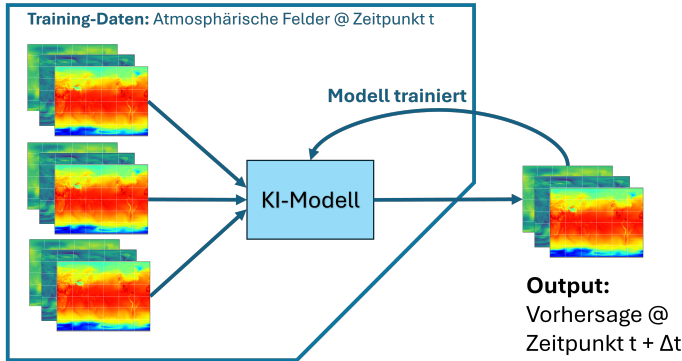 Training-Daten: Atmosphärische Felder @ Zeitpunkt t
Modell trainiert
KI-Modell
Output:
Vorhersage @
Zeitpunkt t + Δt